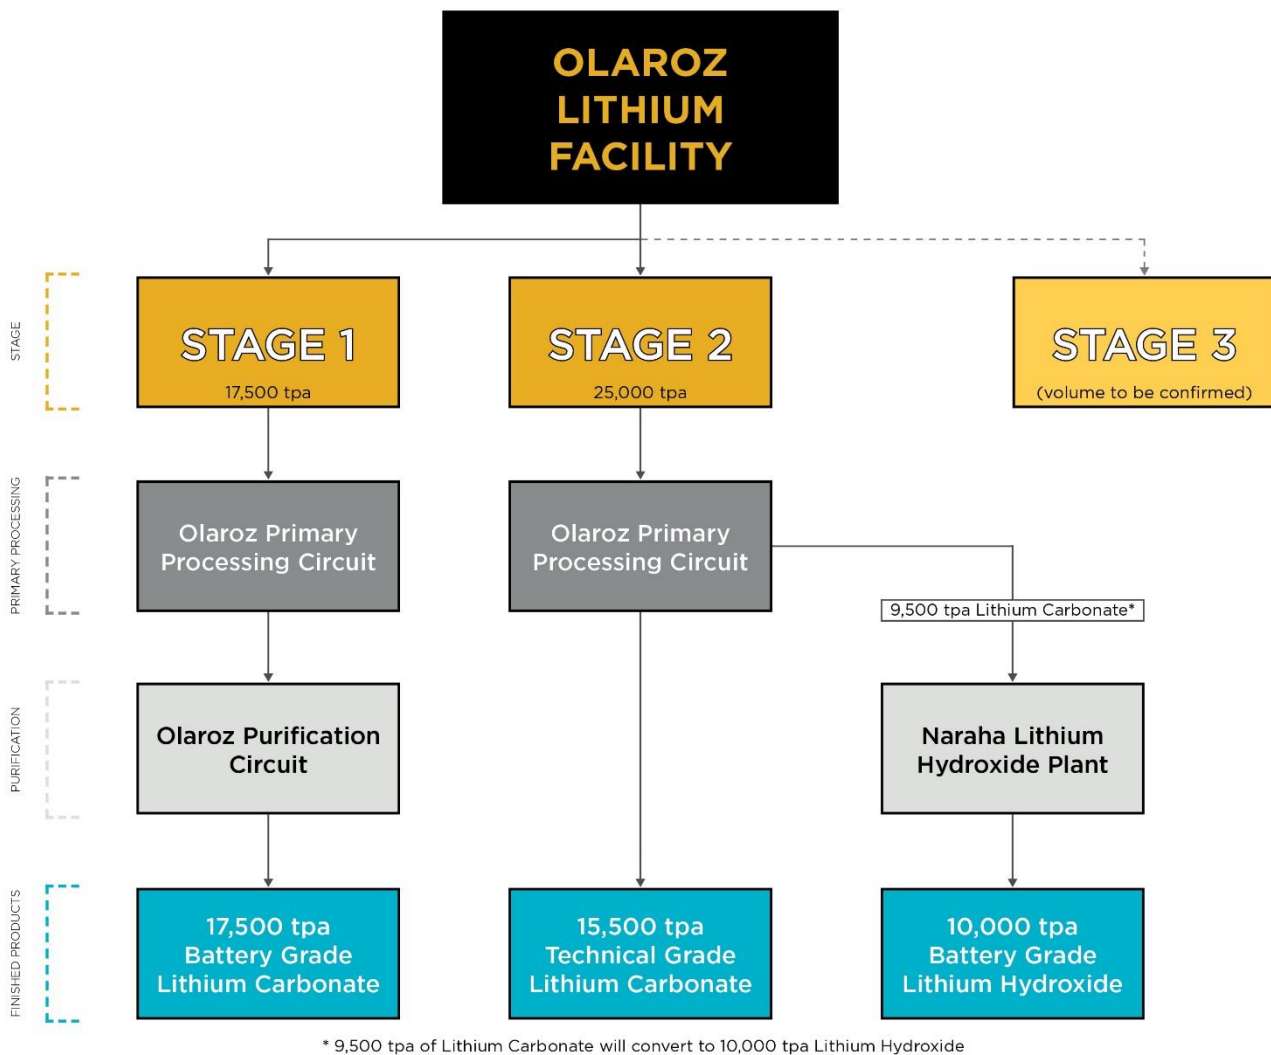 OLAROZ
LITHIUM
FACILITY
STAGE
STAGE 1
17,500 tpa
STAGE 2
25,000 tpa
STAGE 3
(volume to be confirmed)
PRIMARY PROCESSING
Olaroz Primary
Processing Circuit
Olaroz Primary
Processing Circuit
9,500 tpa Lithium Carbonate*
PURIFICATION
Olaroz Purification
Circuit
Naraha Lithium
Hydroxide Plant
FINISHED PRODUCTS
17,500 tpa
Battery Grade
Lithium Carbonate
15,500 tpa
Technical Grade
Lithium Carbonate
10,000 tpa
Battery Grade
Lithium Hydroxide
* 9,500 tpa of Lithium Carbonate will convert to 10,000 tpa Lithium Hydroxide